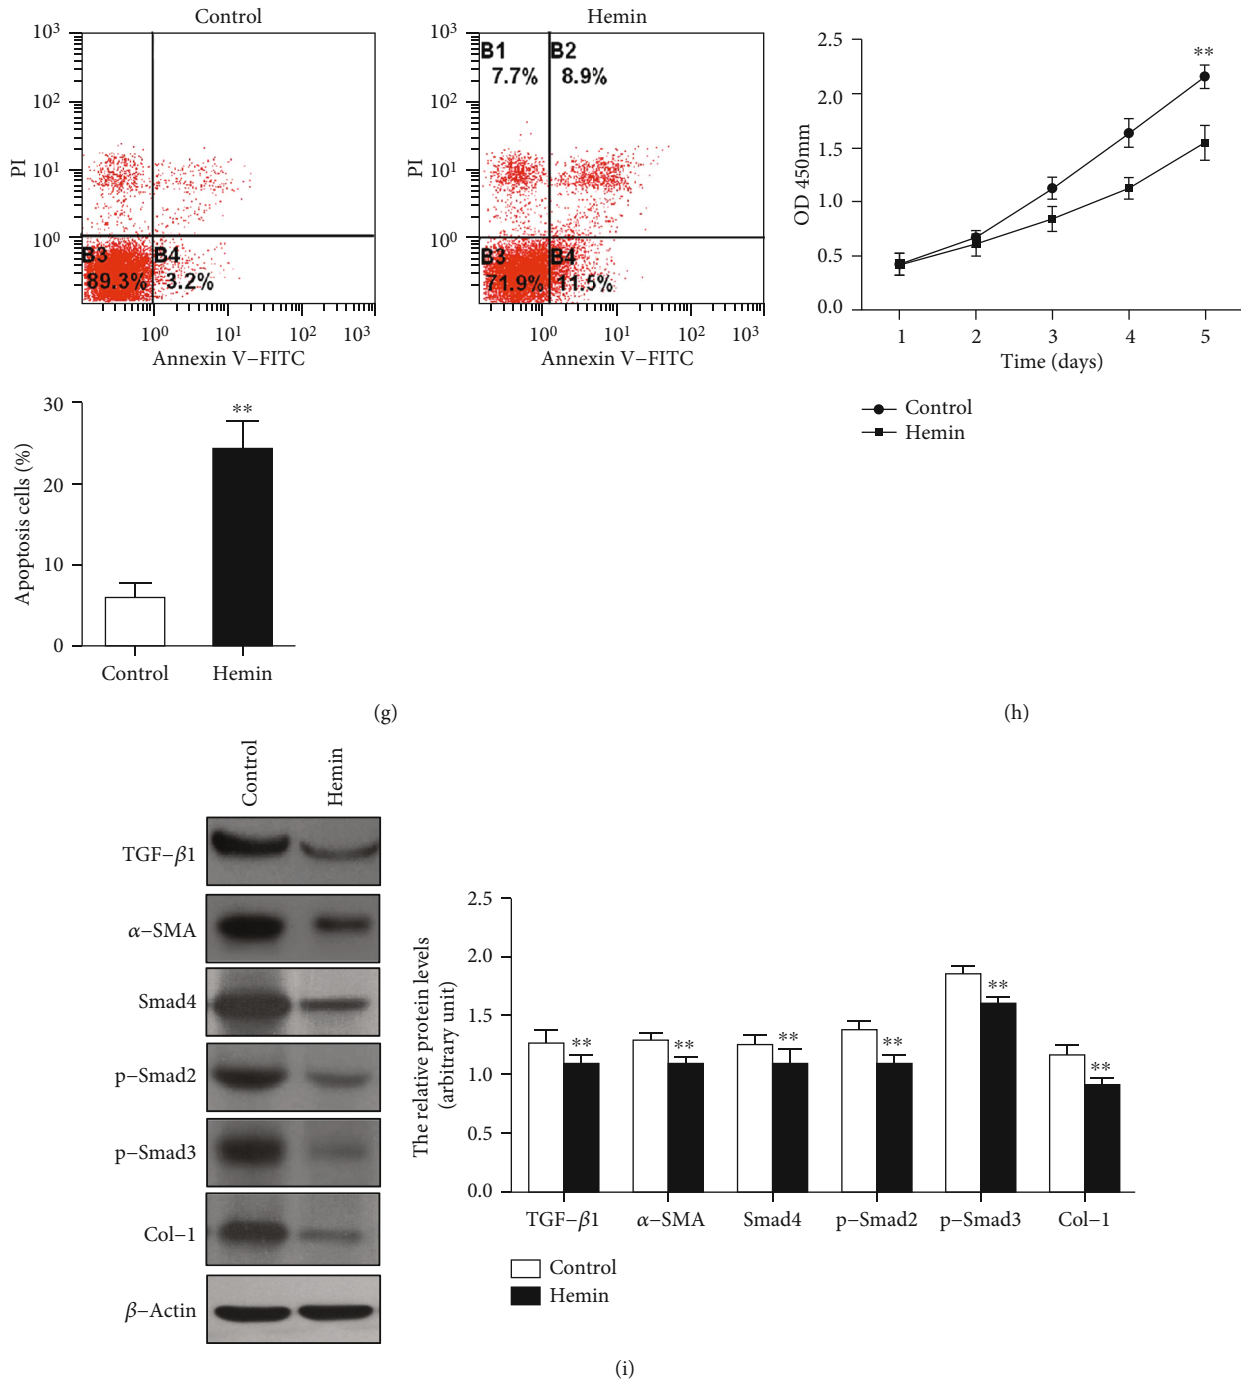 Control
10³
10²
10¹
10⁰
PI
B3
89.3%
B4
3.2%
10⁰
10¹
10²
10³
Annexin V–FITC
Hemin
10³
10²
10¹
10⁰
PI
B1
7.7%
B2
8.9%
B3
71.9%
B4
11.5%
10⁰
10¹
10²
10³
Annexin V–FITC
30
20
10
0
Apoptosis cells (%)
**
Control
Hemin
(g)
2.5
2.0
1.5
1.0
0.5
0.0
OD 450mm
**
1
2
3
4
5
Time (days)
Control
Hemin
(h)
Control
Hemin
TGF–β1
α–SMA
Smad4
p–Smad2
p–Smad3
Col–1
β–Actin
The relative protein levels
(arbitrary unit)
2.5
2.0
1.5
1.0
0.5
0.0
**
**
**
**
**
**
TGF–β1
α–SMA
Smad4
p–Smad2
p–Smad3
Col–1
Control
Hemin
(i)